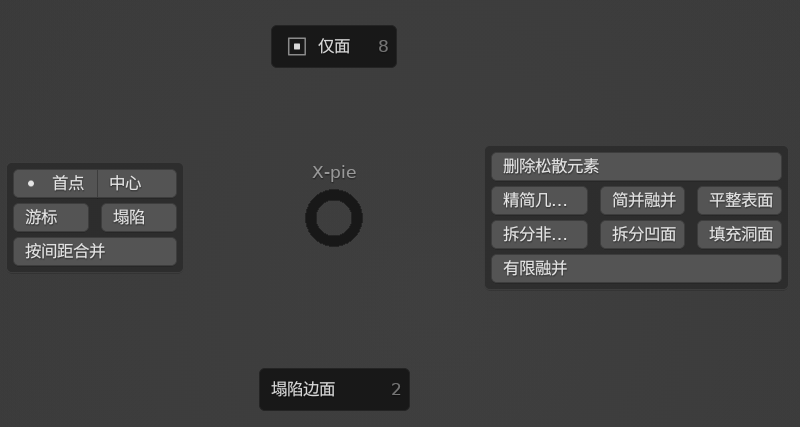 仅面 8
X-pie
首点 中心
游标 塌陷
按间距合并
删除松散元素
精简几... 简并融并 平整表面
拆分非... 拆分凹面 填充洞面
有限融并
塌陷边面 2